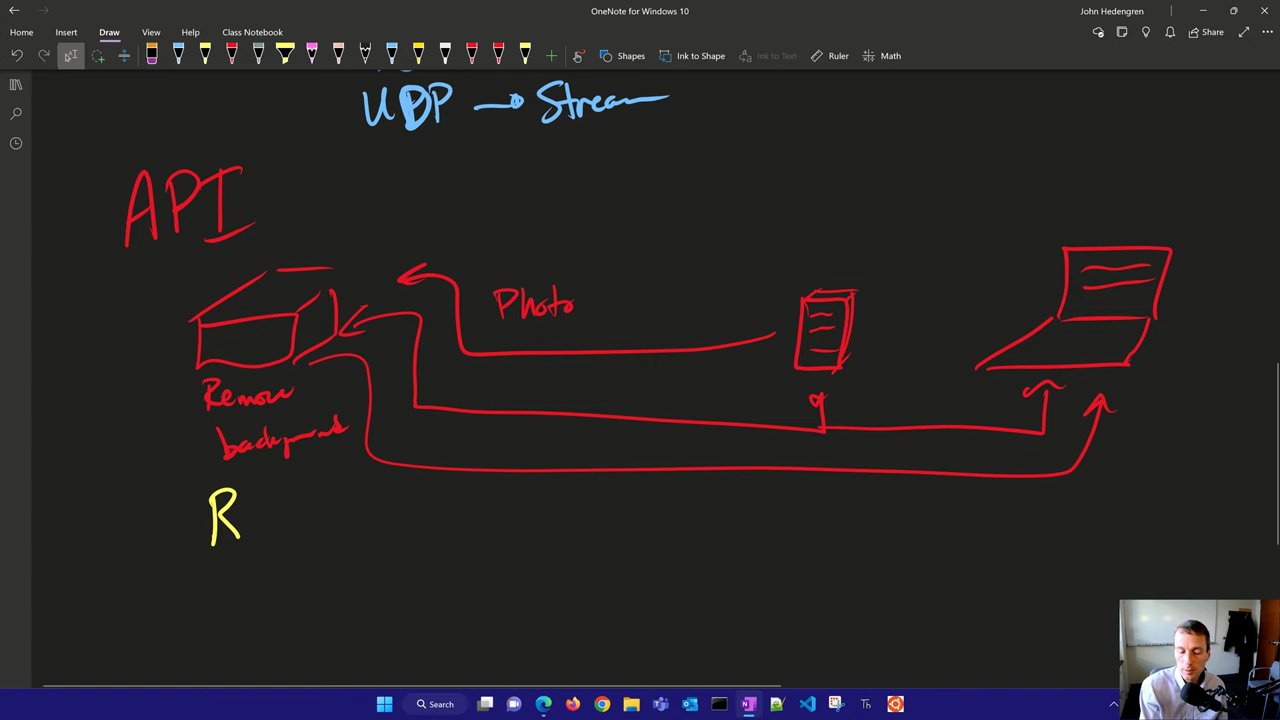 OneNote for Windows 10
John Hedengren
Home Insert Draw View Help Class Notebook
Share
Shapes Ink to Shape Ink to Text Ruler Math
UDP → Stream
API
Photo
Remove
background
R
Search
Th